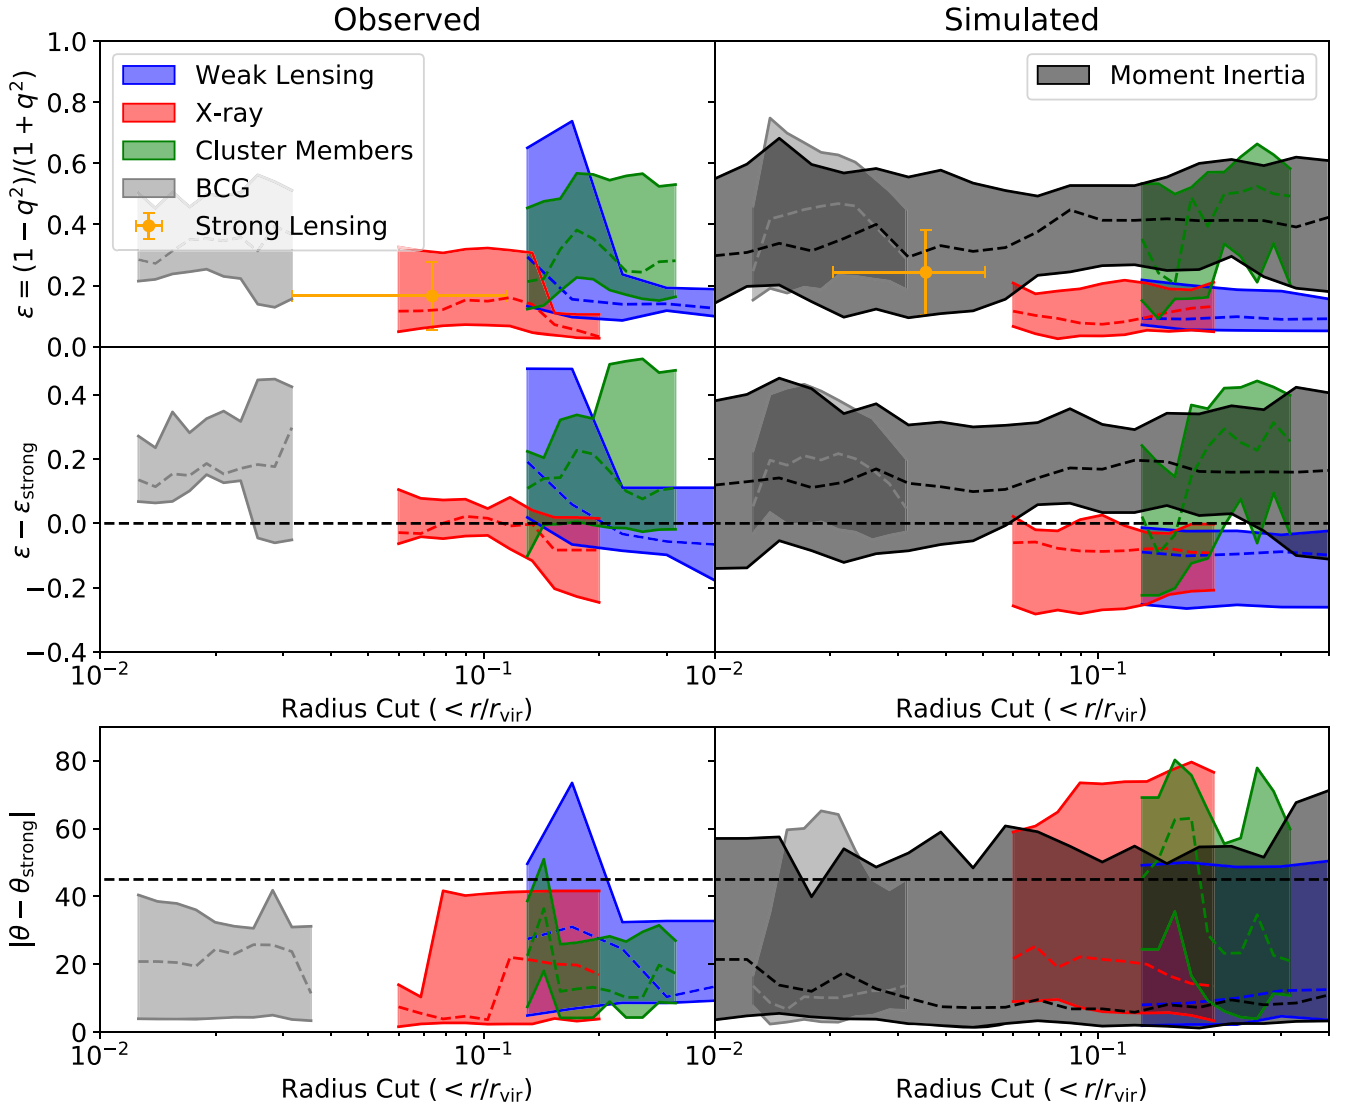 Observed
Simulated
1.0
0.8
0.6
0.4
0.2
0.0
ε = (1 − q²)/(1 + q²)
Weak Lensing
X-ray
Cluster Members
BCG
Strong Lensing
Moment Inertia
0.4
0.2
0.0
−0.2
−0.4
ε − ε_strong
10⁻² 10⁻¹ 10⁻² 10⁻¹
Radius Cut (< r/r_vir)
Radius Cut (< r/r_vir)
80
60
40
20
0
|θ − θ_strong|
10⁻² 10⁻¹ 10⁻² 10⁻¹
Radius Cut (< r/r_vir)
Radius Cut (< r/r_vir)